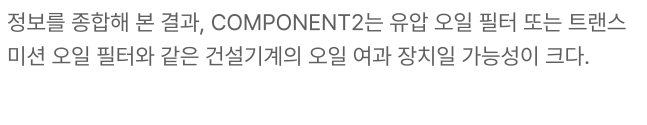 정보를 종합해 본 결과, COMPONENT2는 유압 오일 필터 또는 트랜스
미션 오일 필터와 같은 건설기계의 오일 여과 장치일 가능성이 크다.